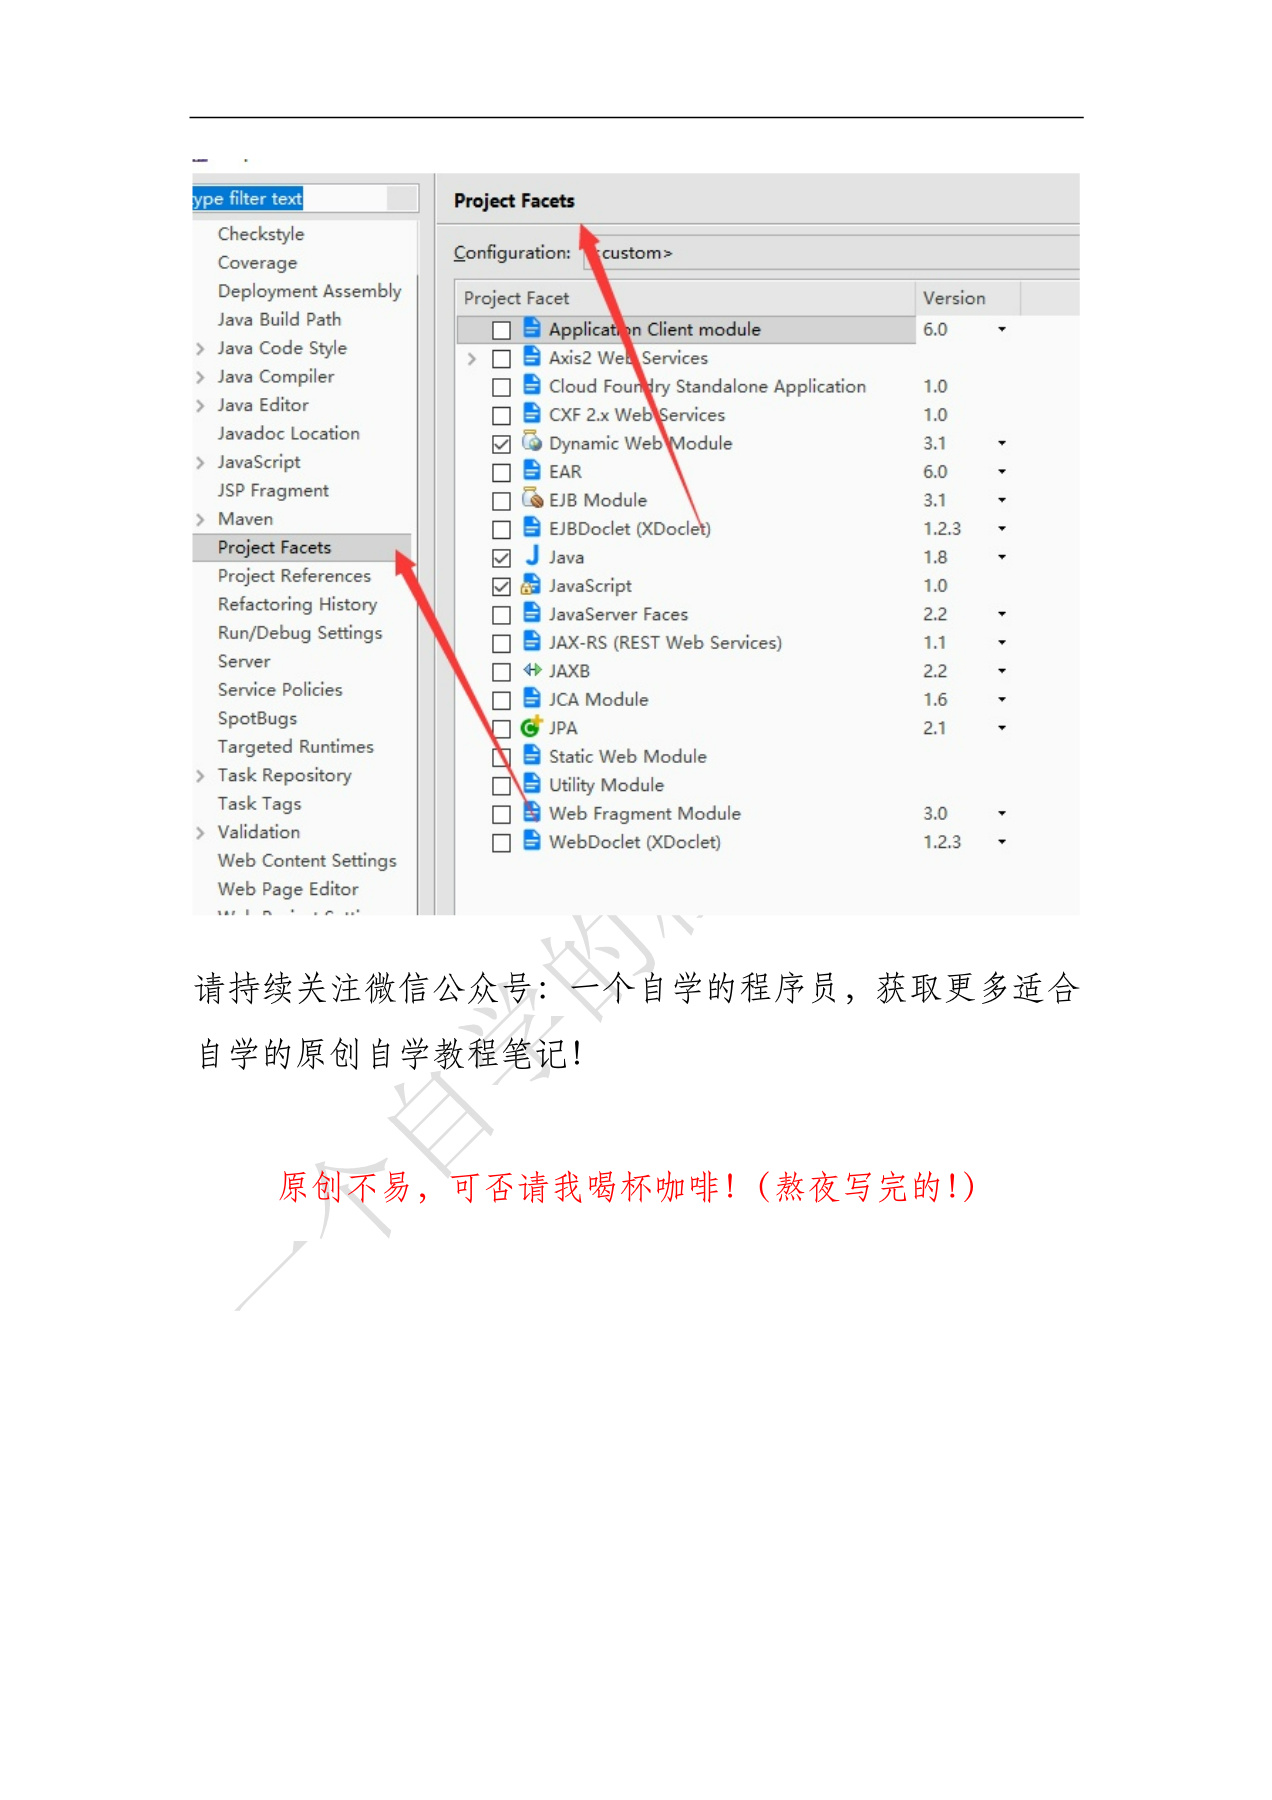 ype filter text
Checkstyle
Coverage
Deployment Assembly
Java Build Path
Java Code Style
Java Compiler
Java Editor
Javadoc Location
JavaScript
JSP Fragment
Maven
Project Facets
Project References
Refactoring History
Run/Debug Settings
Server
Service Policies
SpotBugs
Targeted Runtimes
Task Repository
Task Tags
Validation
Web Content Settings
Web Page Editor
Project Facets
Configuration: <custom>
Project Facet Version
Application Client module 6.0
Axis2 Web Services
Cloud Foundry Standalone Application 1.0
CXF 2.x Web Services 1.0
Dynamic Web Module 3.1
EAR 6.0
EJB Module 3.1
EJBDoclet (XDoclet) 1.2.3
Java 1.8
JavaScript 1.0
JavaServer Faces 2.2
JAX-RS (REST Web Services) 1.1
JAXB 2.2
JCA Module 1.6
JPA 2.1
Static Web Module
Utility Module
Web Fragment Module 3.0
WebDoclet (XDoclet) 1.2.3
请持续关注微信公众号：一个自学的程序员，获取更多适合
自学的原创自学教程笔记！
原创不易，可否请我喝杯咖啡！（熬夜写完的！）
一个自学的